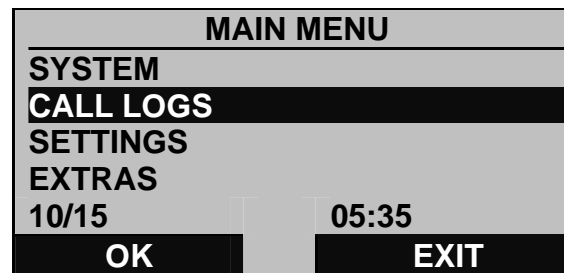 MAIN MENU
SYSTEM
CALL LOGS
SETTINGS
EXTRAS
10/15 05:35
OK EXIT